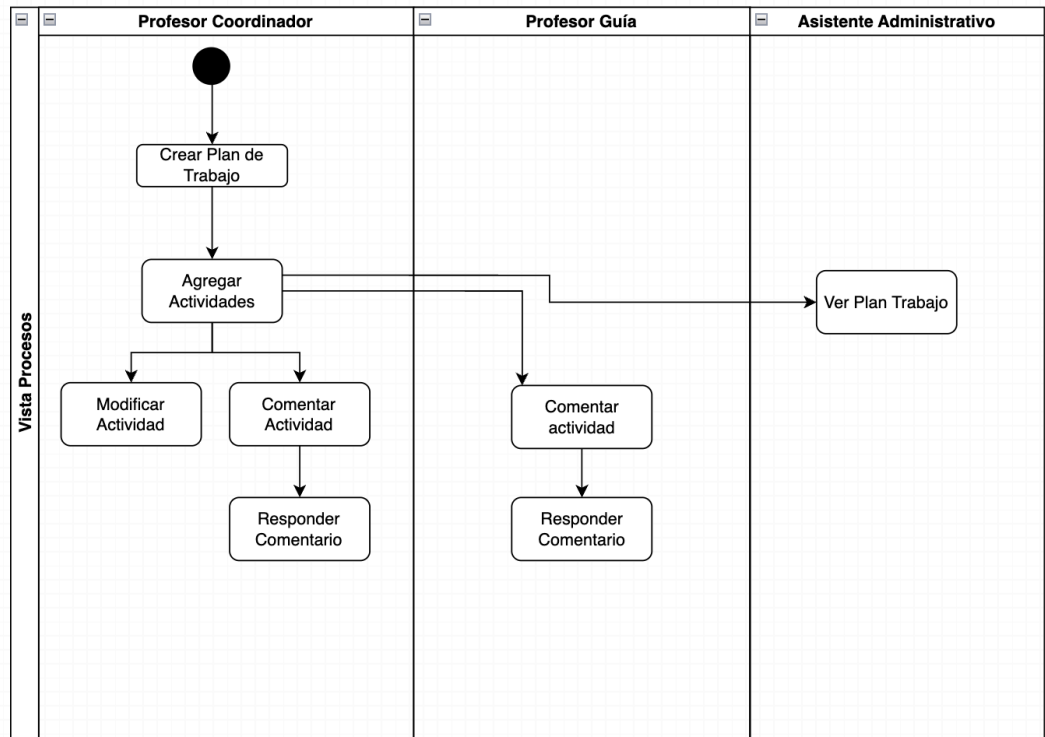 Profesor Coordinador
Profesor Guía
Asistente Administrativo
Vista Procesos
Crear Plan de
Trabajo
Agregar
Actividades
Ver Plan Trabajo
Modificar
Actividad
Comentar
Actividad
Comentar
actividad
Responder
Comentario
Responder
Comentario